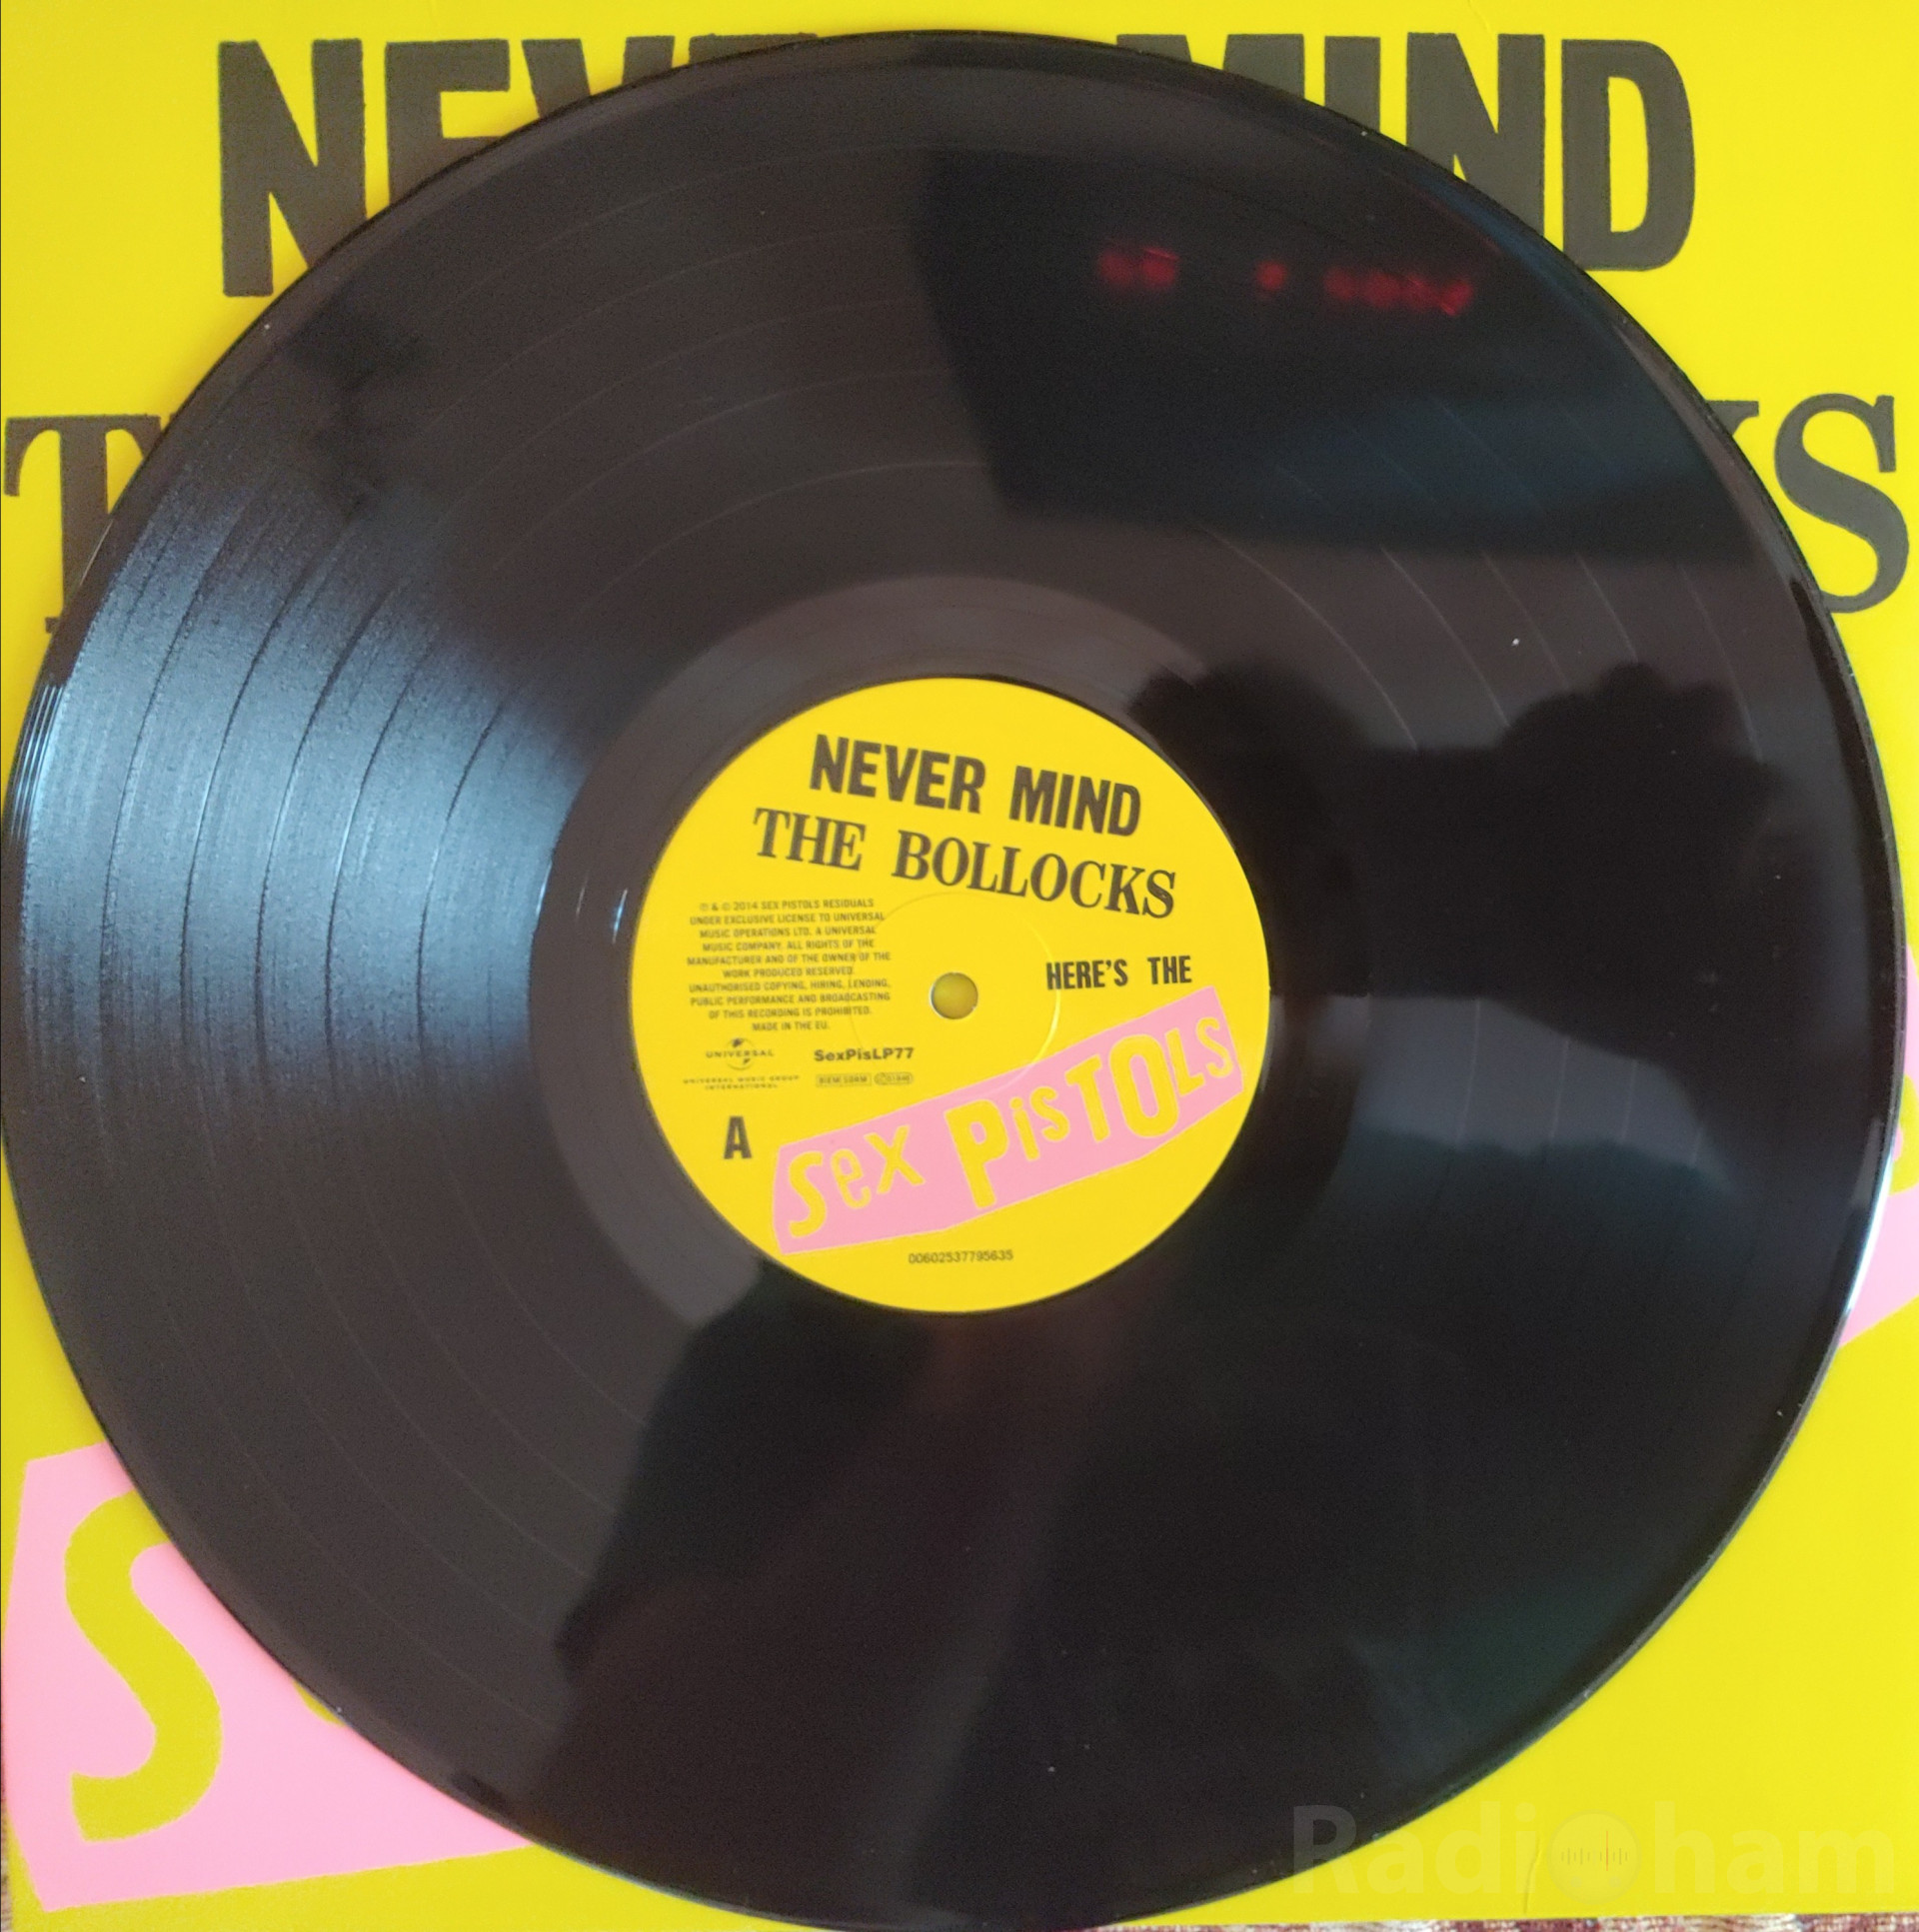 NEVER MIND
S
NEVER MIND
THE BOLLOCKS
℗ & © 2014 SEX PISTOLS RESIDUALS
UNDER EXCLUSIVE LICENSE TO UNIVERSAL
MUSIC OPERATIONS LTD. A UNIVERSAL
MUSIC COMPANY. ALL RIGHTS OF THE
MANUFACTURER AND OF THE OWNER OF THE
WORK PRODUCED RESERVED.
UNAUTHORISED COPYING, HIRING, LENDING,
PUBLIC PERFORMANCE AND BROADCASTING
OF THIS RECORDING IS PROHIBITED.
MADE IN THE EU.
HERE'S THE
UNIVERSAL
SexPisLP77
UNIVERSAL MUSIC GROUP
INTERNATIONAL
A
Sex PisTOLS
00602537795635
S
Radioham